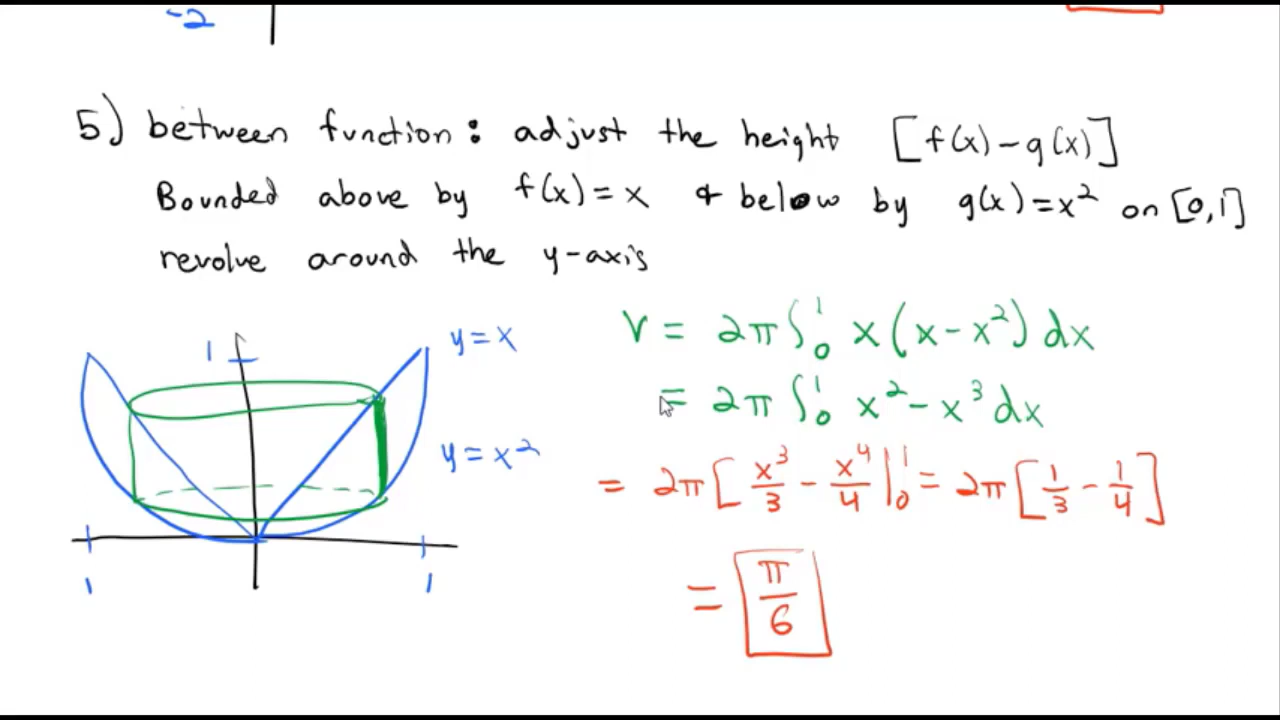 -2
5) between function: adjust the height [f(x) - g(x)]
Bounded above by f(x) = x & below by g(x) = x² on [0,1]
revolve around the y-axis
1
y = x
y = x²
1
1
V = 2π ∫₀¹ x (x - x²) dx
= 2π ∫₀¹ x² - x³ dx
= 2π [ x³/3 - x⁴/4 |₀¹ = 2π [ 1/3 - 1/4 ]
= π/6